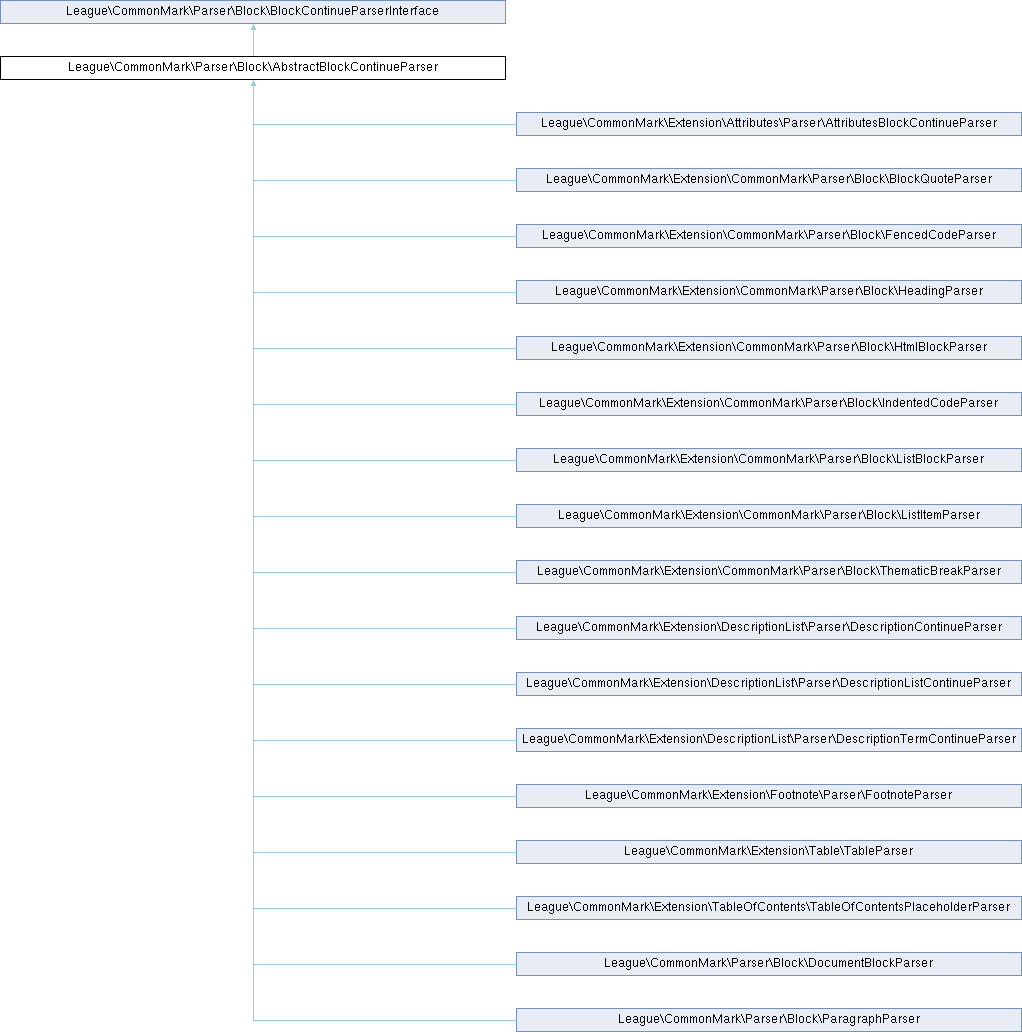 League\CommonMark\Parser\Block\BlockContinueParserInterface
League\CommonMark\Parser\Block\AbstractBlockContinueParser
League\CommonMark\Extension\Attributes\Parser\AttributesBlockContinueParser
League\CommonMark\Extension\CommonMark\Parser\Block\BlockQuoteParser
League\CommonMark\Extension\CommonMark\Parser\Block\FencedCodeParser
League\CommonMark\Extension\CommonMark\Parser\Block\HeadingParser
League\CommonMark\Extension\CommonMark\Parser\Block\HtmlBlockParser
League\CommonMark\Extension\CommonMark\Parser\Block\IndentedCodeParser
League\CommonMark\Extension\CommonMark\Parser\Block\ListBlockParser
League\CommonMark\Extension\CommonMark\Parser\Block\ListItemParser
League\CommonMark\Extension\CommonMark\Parser\Block\ThematicBreakParser
League\CommonMark\Extension\DescriptionList\Parser\DescriptionContinueParser
League\CommonMark\Extension\DescriptionList\Parser\DescriptionListContinueParser
League\CommonMark\Extension\DescriptionList\Parser\DescriptionTermContinueParser
League\CommonMark\Extension\Footnote\Parser\FootnoteParser
League\CommonMark\Extension\Table\TableParser
League\CommonMark\Extension\TableOfContents\TableOfContentsPlaceholderParser
League\CommonMark\Parser\Block\DocumentBlockParser
League\CommonMark\Parser\Block\ParagraphParser